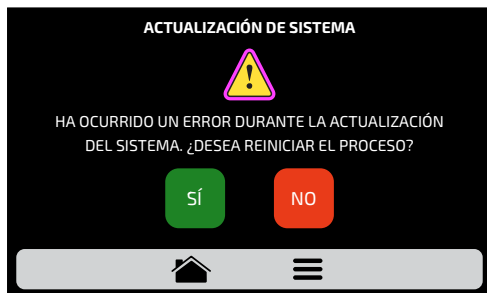 ACTUALIZACIÓN DE SISTEMA
!
HA OCURRIDO UN ERROR DURANTE LA ACTUALIZACIÓN
DEL SISTEMA. ¿DESEA REINICIAR EL PROCESO?
SÍ NO